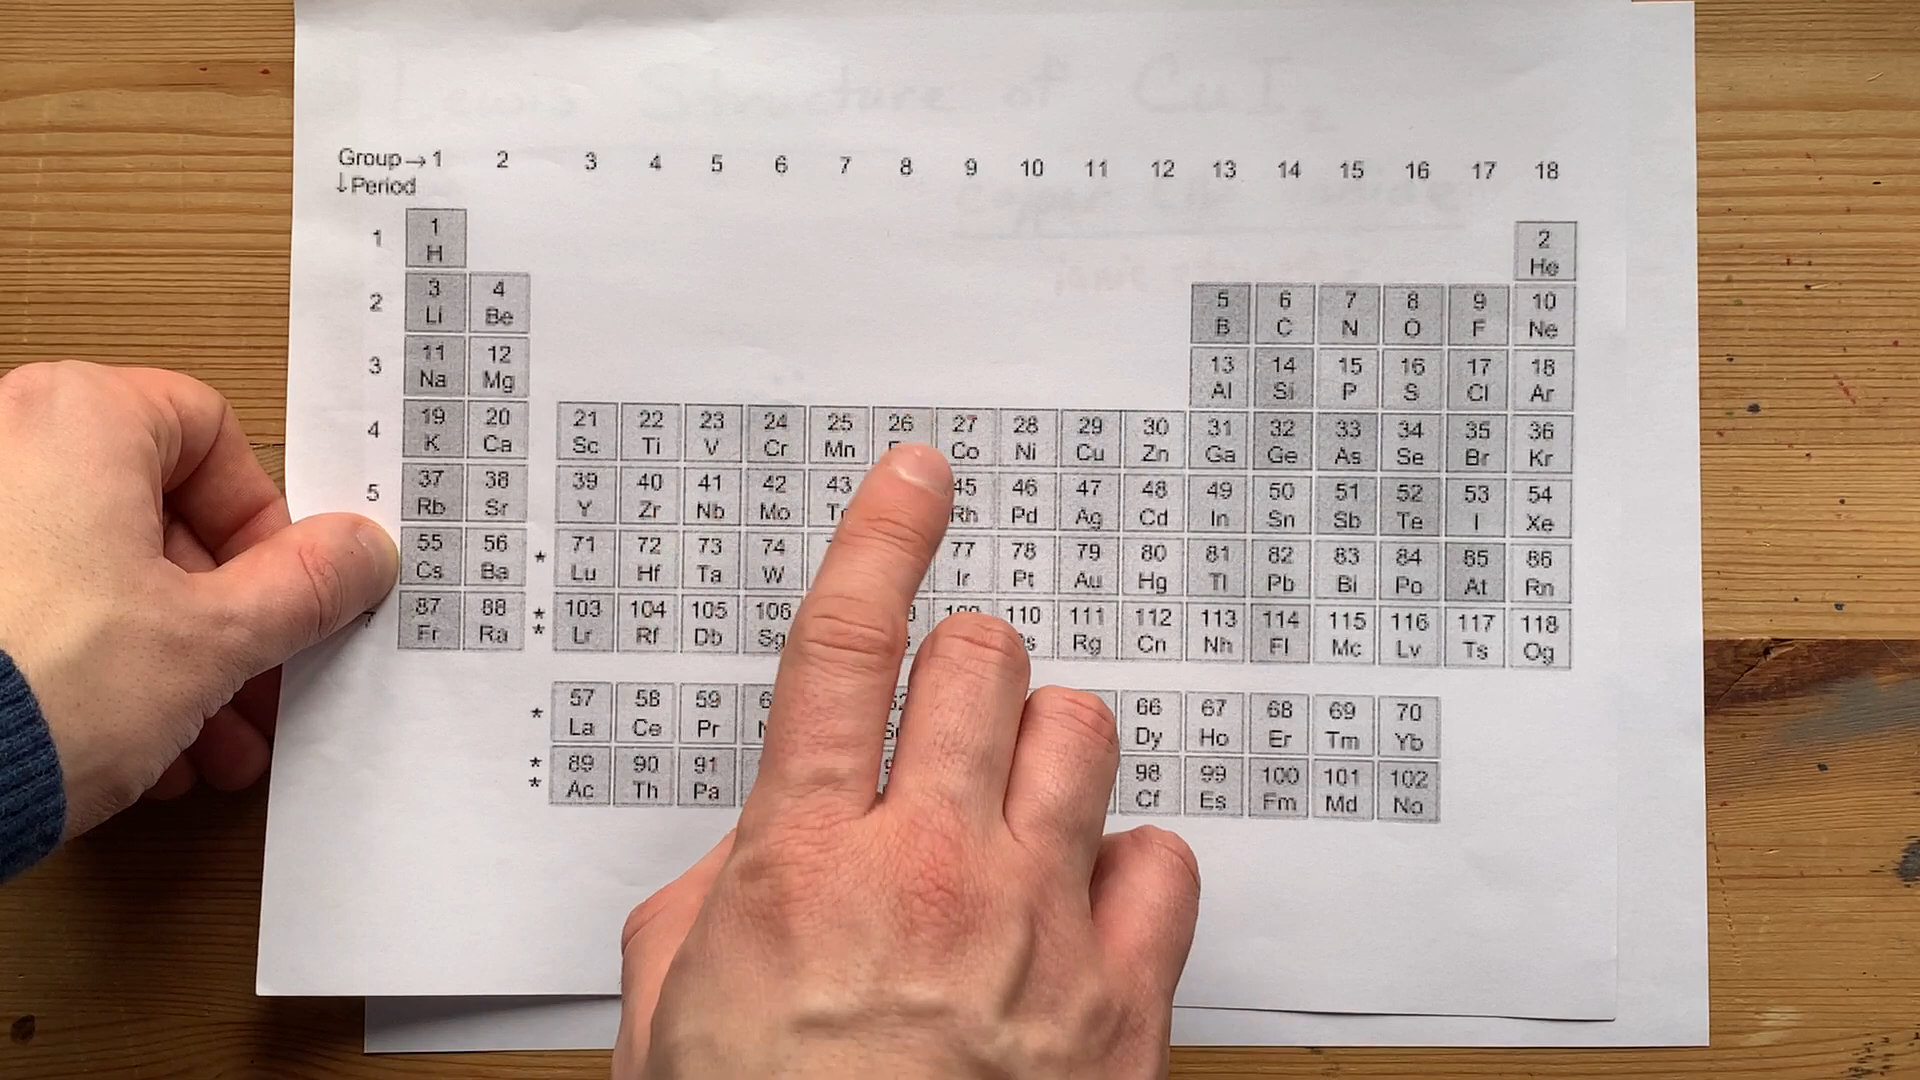 Lewis Structure of CuI2
Group→1 2 3 4 5 6 7 8 9 10 11 12 13 14 15 16 17 18
↓Period
1 1 2
H He
2 3 4 5 6 7 8 9 10
Li Be B C N O F Ne
3 11 12 13 14 15 16 17 18
Na Mg Al Si P S Cl Ar
4 19 20 21 22 23 24 25 26 27 28 29 30 31 32 33 34 35 36
K Ca Sc Ti V Cr Mn Co Ni Cu Zn Ga Ge As Se Br Kr
5 37 38 39 40 41 42 43 45 46 47 48 49 50 51 52 53 54
Rb Sr Y Zr Nb Mo Rh Pd Ag Cd In Sn Sb Te I Xe
55 56 * 71 72 73 74 77 78 79 80 81 82 83 84 85 86
Cs Ba Lu Hf Ta W Ir Pt Au Hg Tl Pb Bi Po At Rn
87 88 * 103 104 105 106 109 110 111 112 113 114 115 116 117 118
Fr Ra * Lr Rf Db Sg Rg Cn Nh Fl Mc Lv Ts Og
* 57 58 59 66 67 68 69 70
La Ce Pr Dy Ho Er Tm Yb
* 89 90 91 98 99 100 101 102
* Ac Th Pa Cf Es Fm Md No